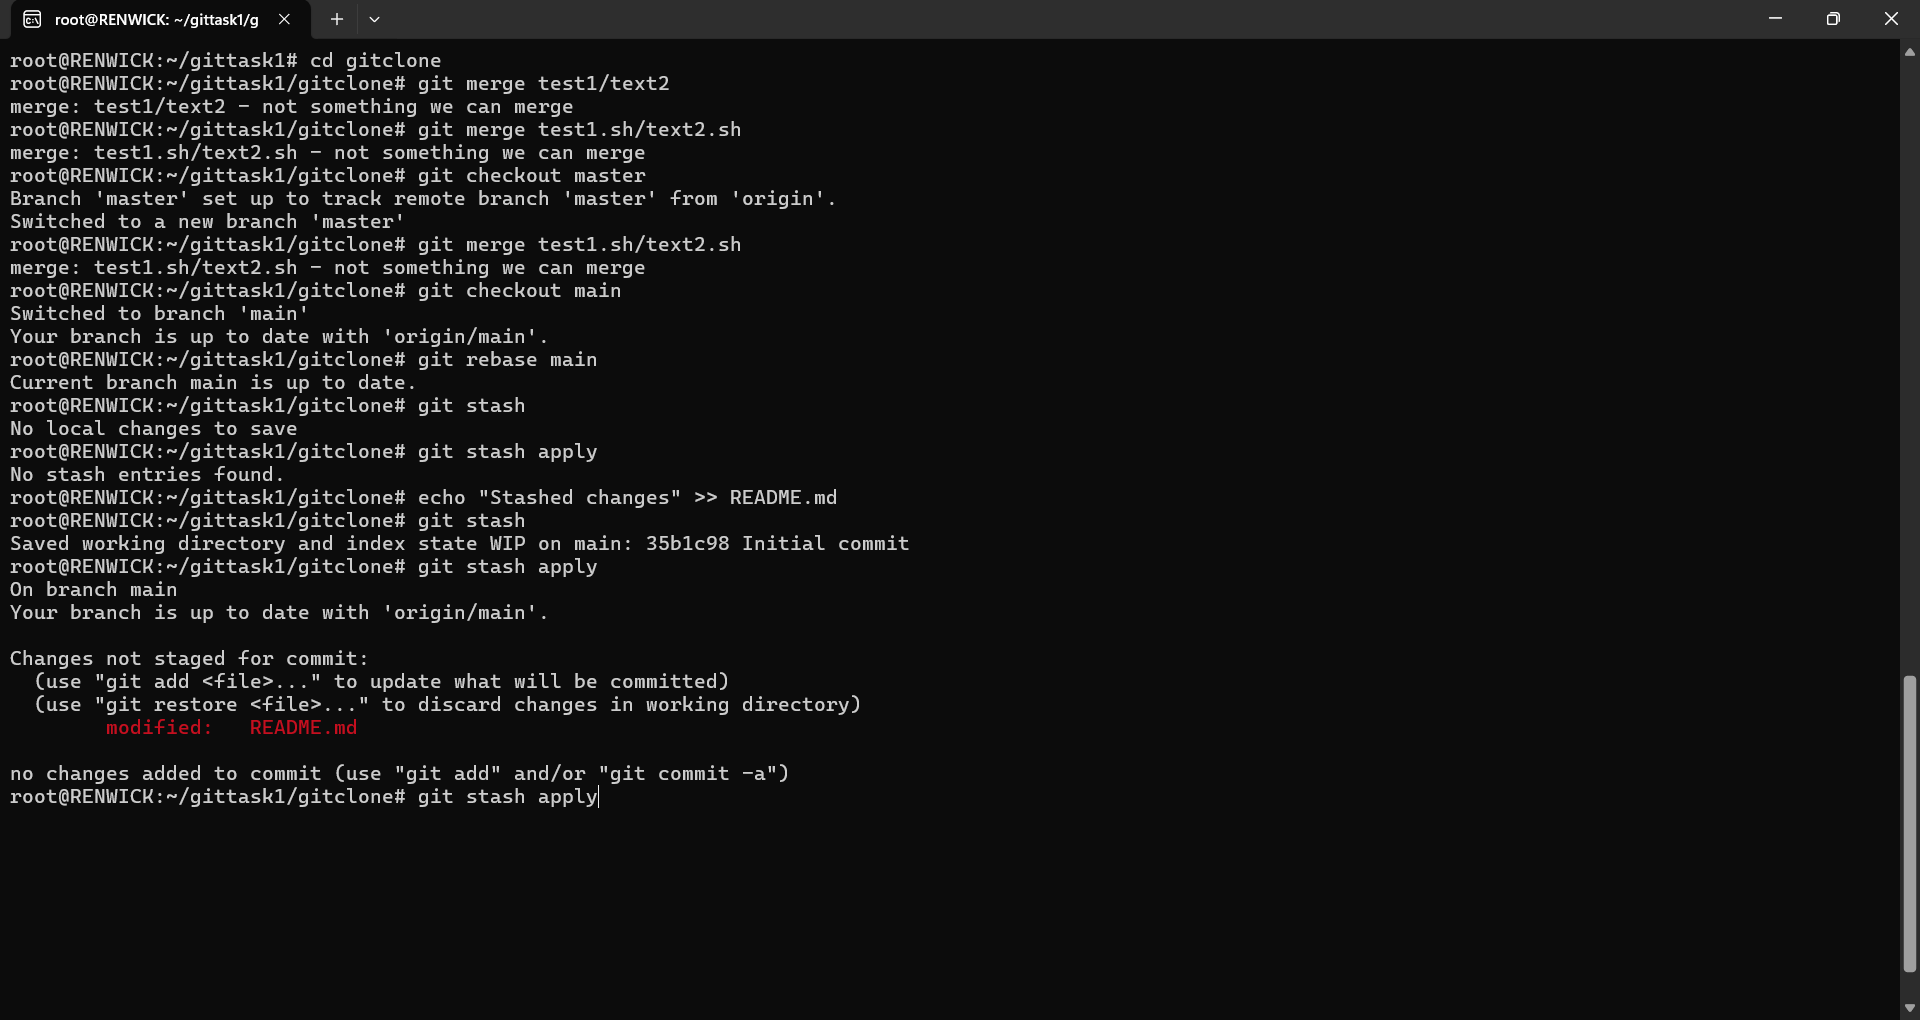 root@RENWICK: ~/gittask1/g
root@RENWICK:~/gittask1# cd gitclone
root@RENWICK:~/gittask1/gitclone# git merge test1/text2
merge: test1/text2 - not something we can merge
root@RENWICK:~/gittask1/gitclone# git merge test1.sh/text2.sh
merge: test1.sh/text2.sh - not something we can merge
root@RENWICK:~/gittask1/gitclone# git checkout master
Branch 'master' set up to track remote branch 'master' from 'origin'.
Switched to a new branch 'master'
root@RENWICK:~/gittask1/gitclone# git merge test1.sh/text2.sh
merge: test1.sh/text2.sh - not something we can merge
root@RENWICK:~/gittask1/gitclone# git checkout main
Switched to branch 'main'
Your branch is up to date with 'origin/main'.
root@RENWICK:~/gittask1/gitclone# git rebase main
Current branch main is up to date.
root@RENWICK:~/gittask1/gitclone# git stash
No local changes to save
root@RENWICK:~/gittask1/gitclone# git stash apply
No stash entries found.
root@RENWICK:~/gittask1/gitclone# echo "Stashed changes" >> README.md
root@RENWICK:~/gittask1/gitclone# git stash
Saved working directory and index state WIP on main: 35b1c98 Initial commit
root@RENWICK:~/gittask1/gitclone# git stash apply
On branch main
Your branch is up to date with 'origin/main'.

Changes not staged for commit:
  (use "git add <file>..." to update what will be committed)
  (use "git restore <file>..." to discard changes in working directory)
        modified:   README.md

no changes added to commit (use "git add" and/or "git commit -a")
root@RENWICK:~/gittask1/gitclone# git stash apply